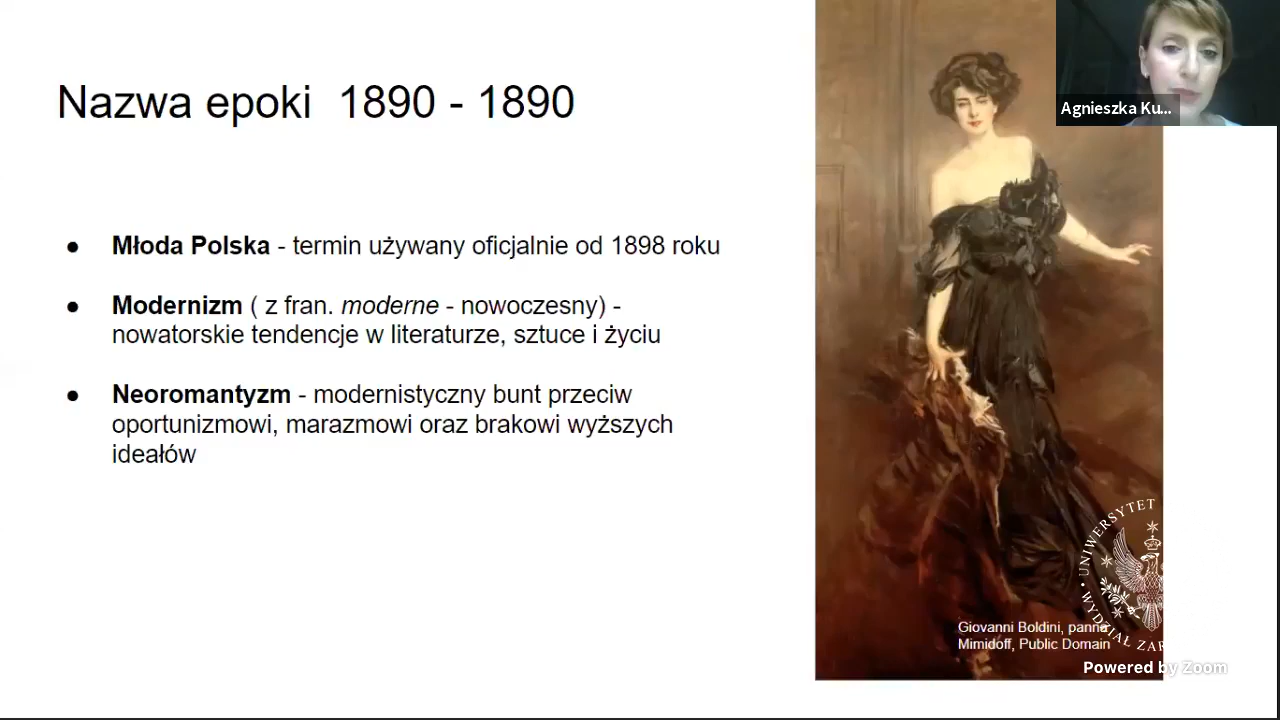 Nazwa epoki 1890 - 1890
● Młoda Polska - termin używany oficjalnie od 1898 roku
● Modernizm ( z fran. moderne - nowoczesny) -
nowatorskie tendencje w literaturze, sztuce i życiu
● Neoromantyzm - modernistyczny bunt przeciw
oportunizmowi, marazmowi oraz brakowi wyższych
ideałów
Agnieszka Ku...
Giovanni Boldini, panna
Mimidoff, Public Domain
UNIWERSYTET
WYDZIAŁ ZAR
Powered by Zoom